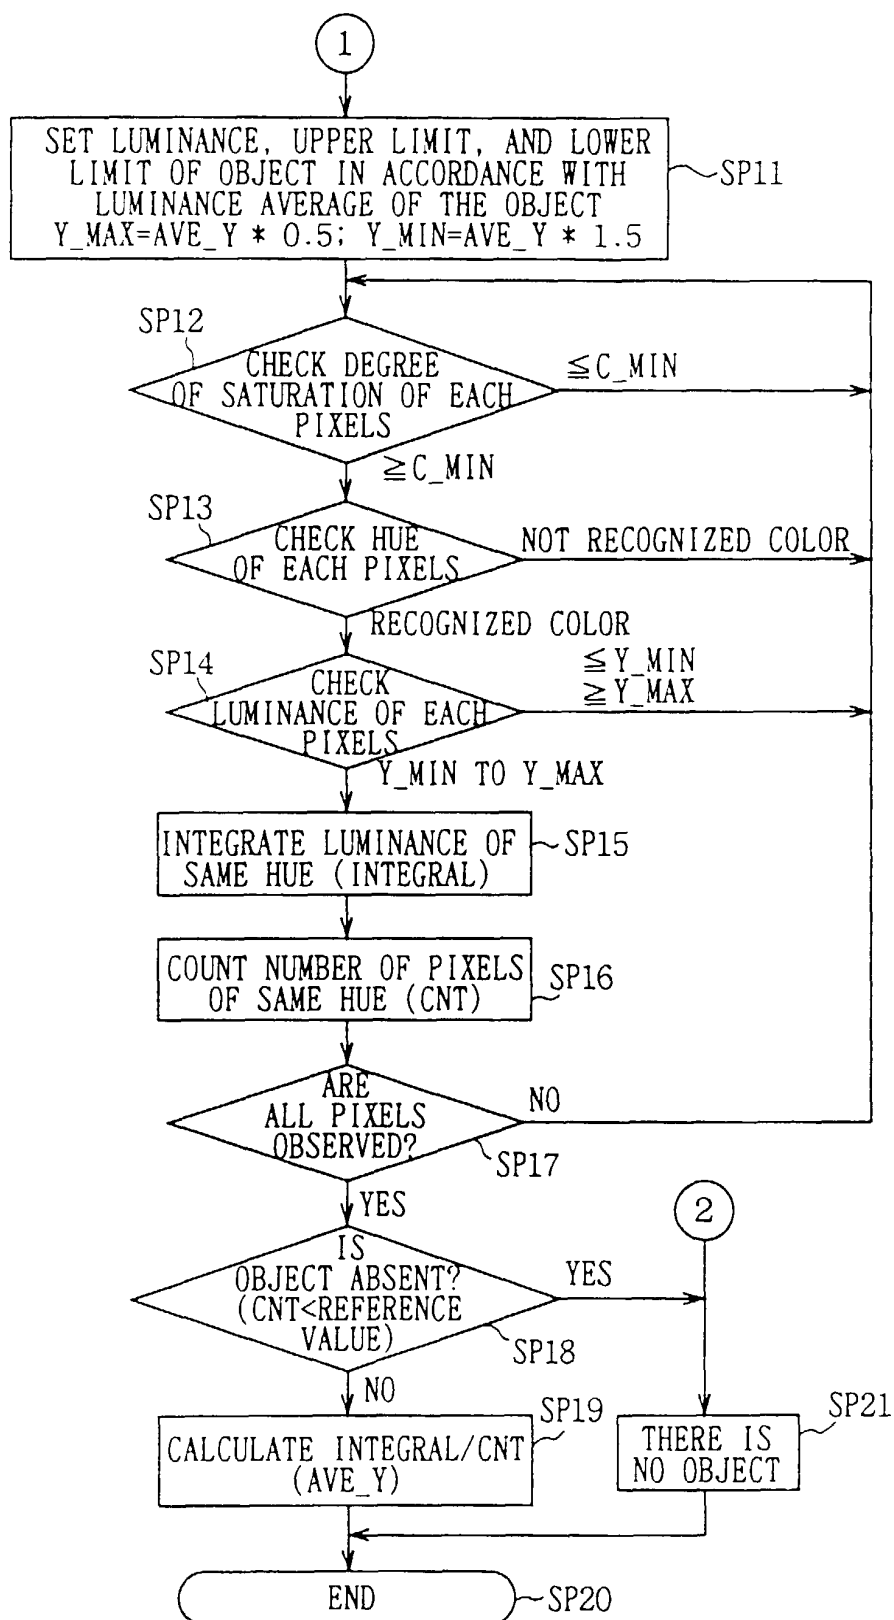 1
SET LUMINANCE, UPPER LIMIT, AND LOWER
LIMIT OF OBJECT IN ACCORDANCE WITH
LUMINANCE AVERAGE OF THE OBJECT
Y_MAX=AVE_Y * 0.5; Y_MIN=AVE_Y * 1.5
SP11
SP12
CHECK DEGREE
OF SATURATION OF EACH
PIXELS
≦C_MIN
≧C_MIN
SP13
CHECK HUE
OF EACH PIXELS
NOT RECOGNIZED COLOR
RECOGNIZED COLOR
SP14
CHECK
LUMINANCE OF EACH
PIXELS
≦Y_MIN
≧Y_MAX
Y_MIN TO Y_MAX
INTEGRATE LUMINANCE OF
SAME HUE (INTEGRAL)
SP15
COUNT NUMBER OF PIXELS
OF SAME HUE (CNT)
SP16
ARE
ALL PIXELS
OBSERVED?
NO
SP17
YES
2
IS
OBJECT ABSENT?
(CNT<REFERENCE
VALUE)
YES
SP18
NO
SP19
CALCULATE INTEGRAL/CNT
(AVE_Y)
SP21
THERE IS
NO OBJECT
END
SP20